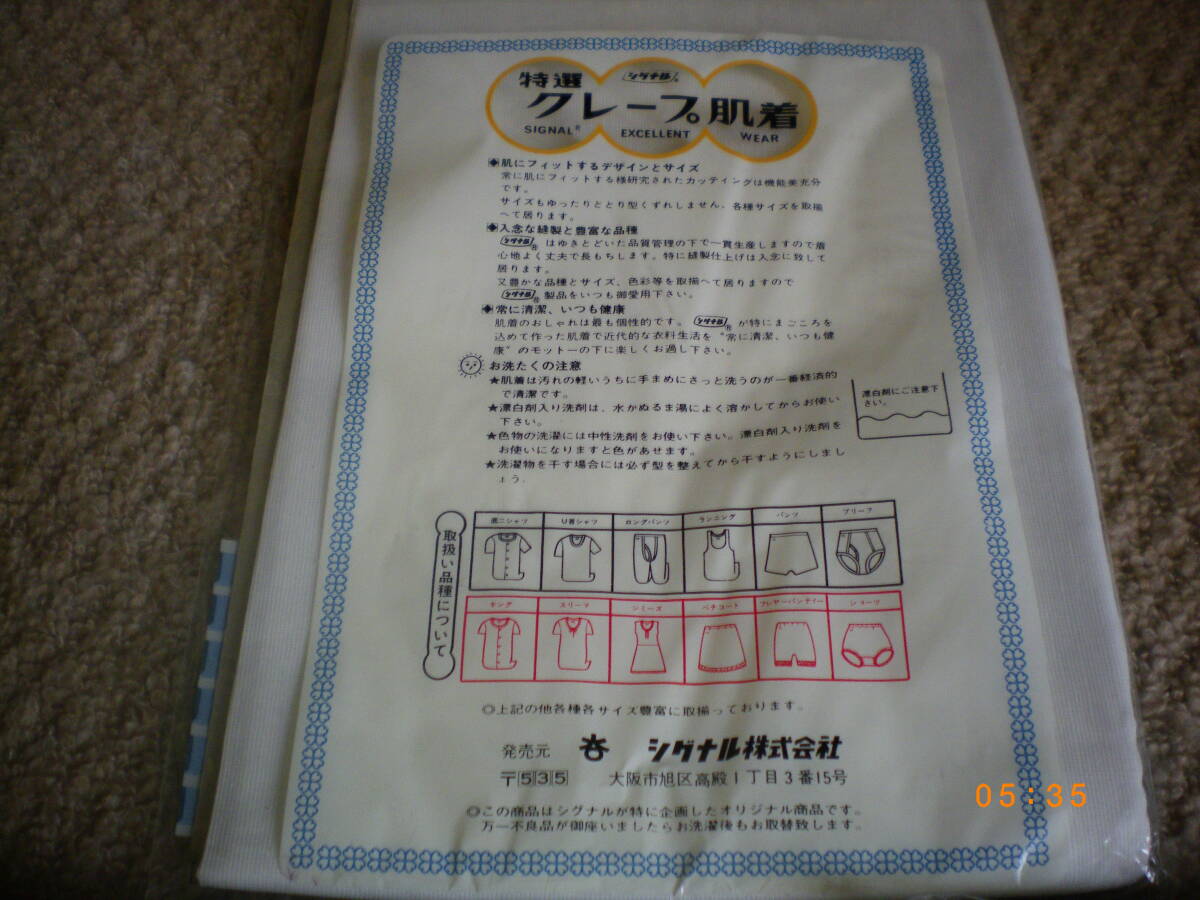 特選 シグナル®
クレープ肌着
SIGNAL® EXCELLENT WEAR
◆肌にフィットするデザインとサイズ
常に肌にフィットする様研究されたカッティングは機能美充分
です。
サイズもゆったりととり型くずれしません。各種サイズを取揃
へて居ります。
◆入念な縫製と豊富な品種
シグナル® はゆきとどいた品質管理の下で一貫生産しますので着
心地よく丈夫で長もちします。特に縫製仕上げは入念に致して
居ります。
又豊かな品種とサイズ、色彩等を取揃へて居りますので
シグナル® 製品をいつも御愛用下さい。
◆常に清潔、いつも健康
肌着のおしゃれは最も個性的です。 シグナル® が特にまごころを
込めて作った肌着で近代的な衣料生活を“常に清潔、いつも健
康”のモットーの下に楽しくお過し下さい。
お洗たくの注意
★肌着は汚れの軽いうちに手まめにさっと洗うのが一番経済的
で清潔です。
★漂白剤入り洗剤は、水かぬるま湯によく溶かしてからお使い
下さい。
★色物の洗濯には中性洗剤をお使い下さい。漂白剤入り洗剤を
お使いになりますと色があせます。
★洗濯物を干す場合には必ず型を整えてから干すようにしまし
ょう.
漂白剤にご注意下
さい。
取扱い品種について
釦二シャツ U首シャツ ロングパンツ ランニング パンツ ブリーフ
キング スリーマ シミーズ ペチコート フレヤーパンティー ショーツ
◎上記の他各種各サイズ豊富に取揃っております。
発売元 シグナル株式会社
〒535 大阪市旭区高殿1丁目3番15号
◎この商品はシグナルが特に企画したオリジナル商品です。
万一不良品が御座いましたらお洗濯後もお取替致します。
05:35